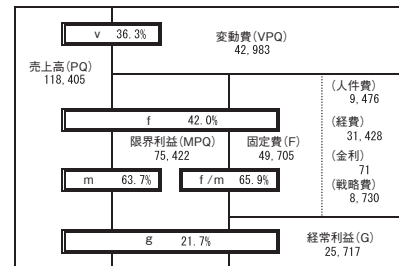 v 36.3%
変動費(VPQ)
42,983
売上高(PQ)
118,405
(人件費)
9,476
f 42.0%
(経費)
31,428
限界利益(MPQ)
75,422
固定費(F)
49,705
(金利)
71
m 63.7%
f/m 65.9%
(戦略費)
8,730
g 21.7%
経常利益(G)
25,717